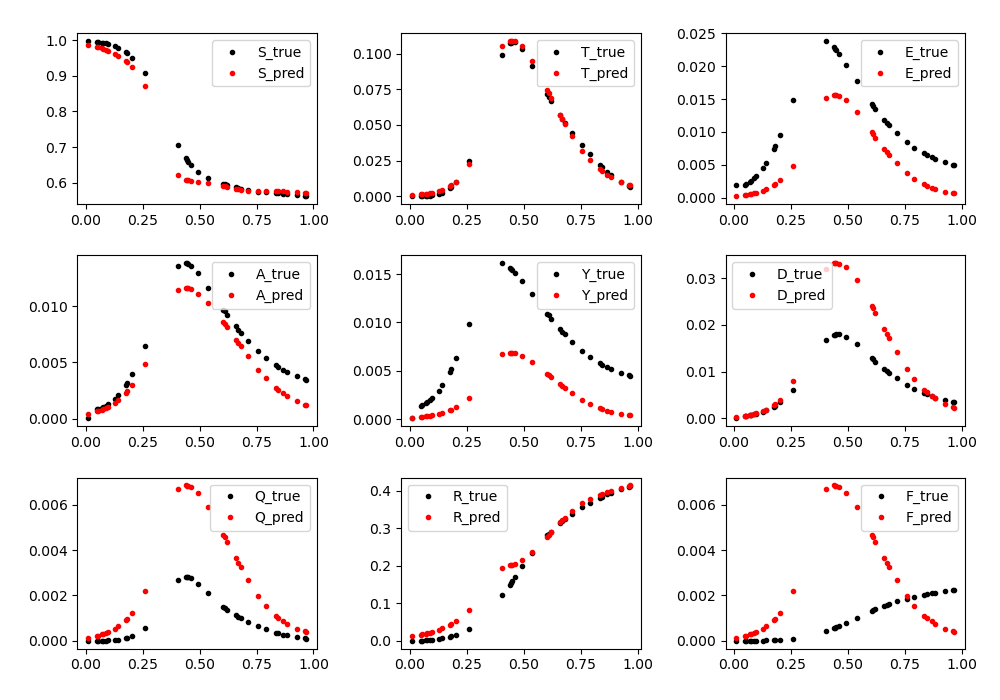 1.0
0.9
0.8
0.7
0.6
S_true
S_pred
0.00 0.25 0.50 0.75 1.00
0.100
0.075
0.050
0.025
0.000
T_true
T_pred
0.00 0.25 0.50 0.75 1.00
0.025
0.020
0.015
0.010
0.005
0.000
E_true
E_pred
0.00 0.25 0.50 0.75 1.00
0.010
0.005
0.000
A_true
A_pred
0.00 0.25 0.50 0.75 1.00
0.015
0.010
0.005
0.000
Y_true
Y_pred
0.00 0.25 0.50 0.75 1.00
0.03
0.02
0.01
0.00
D_true
D_pred
0.00 0.25 0.50 0.75 1.00
0.006
0.004
0.002
0.000
Q_true
Q_pred
0.00 0.25 0.50 0.75 1.00
0.4
0.3
0.2
0.1
0.0
R_true
R_pred
0.00 0.25 0.50 0.75 1.00
0.006
0.004
0.002
0.000
F_true
F_pred
0.00 0.25 0.50 0.75 1.00